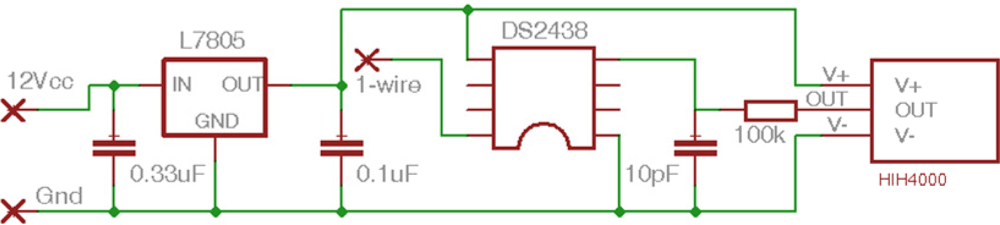 DS2438
L7805
12Vcc
IN
OUT
GND
1-wire
0.33uF
0.1uF
10pF
100k
V+
OUT
V-
V+
OUT
V-
HIH4000
Gnd